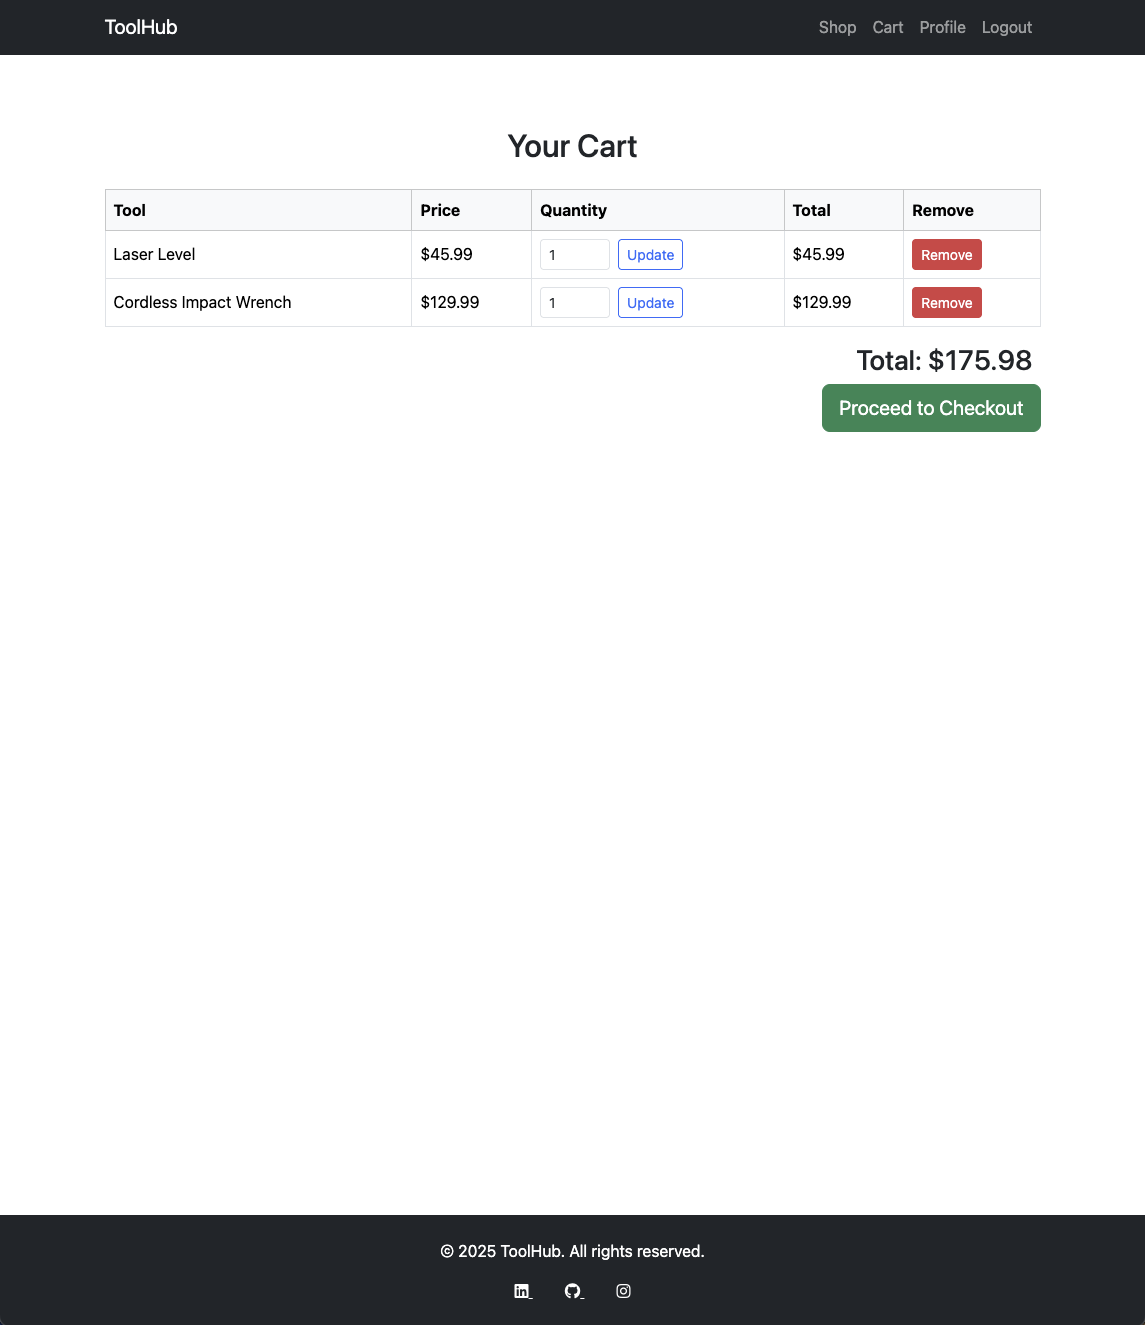 ToolHub Shop Cart Profile Logout
Your Cart
Tool Price Quantity Total Remove
Laser Level $45.99 1 Update $45.99 Remove
Cordless Impact Wrench $129.99 1 Update $129.99 Remove
Total: $175.98
Proceed to Checkout
© 2025 ToolHub. All rights reserved.